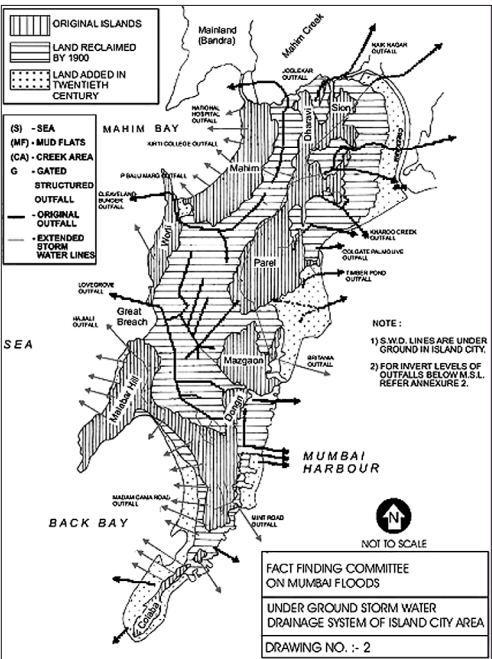 ORIGINAL ISLANDS
LAND RECLAIMED
BY 1900
LAND ADDED IN
TWENTIETH
CENTURY
(S) - SEA
(MF) - MUD FLATS
(CA) - CREEK AREA
G - GATED
STRUCTURED
OUTFALL
- ORIGINAL
OUTFALL
- EXTENDED
STORM
WATER LINES
Mainland
(Bandra)
Mahim Creek
NAIK NAGAR
OUTFALL
JOOLEKAR
OUTFALL
Sion
Dharavi
NATIONAL
HOSPITAL
OUTFALL
MAHIM BAY
KIRTI COLLEGE OUTFALL
Mahim
P BALU MARG OUTFALL
CLEAVELAND
BUNDER
OUTFALL
Worli
KHAROO CREEK
OUTFALL
COLGATE PALMOLIVE
OUTFALL
Parel
TIMBER POND
OUTFALL
LOVEGROVE
OUTFALL
HAJIALI
OUTFALL
Great
Breach
SEA
NOTE :
1) S.W.D. LINES ARE UNDER
GROUND IN ISLAND CITY.
2) FOR INVERT LEVELS OF
OUTFALLS BELOW M.S.L.
REFER ANNEXURE 2.
BRITANIA
OUTFALL
Mazgaon
Malabar Hill
Dongri
MUMBAI
HARBOUR
MADAM CAMA ROAD
OUTFALL
MINT ROAD
OUTFALL
BACK BAY
N
NOT TO SCALE
Colaba
FACT FINDING COMMITTEE
ON MUMBAI FLOODS
UNDER GROUND STORM WATER
DRAINAGE SYSTEM OF ISLAND CITY AREA
DRAWING NO. :- 2